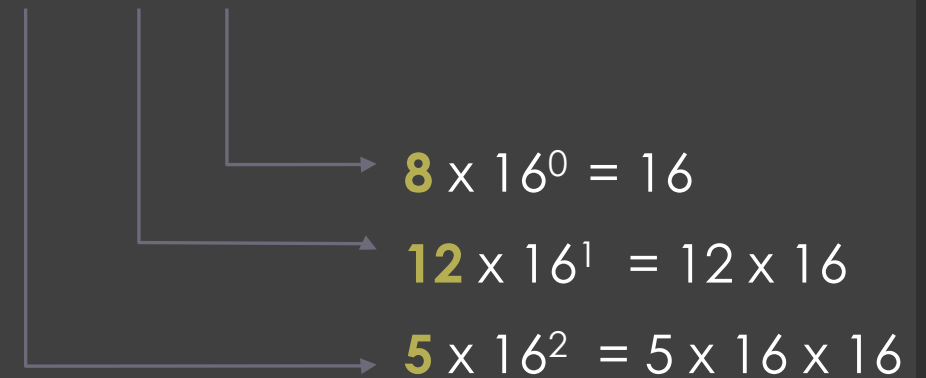 8 x 16⁰ = 16
12 x 16¹ = 12 x 16
5 x 16² = 5 x 16 x 16